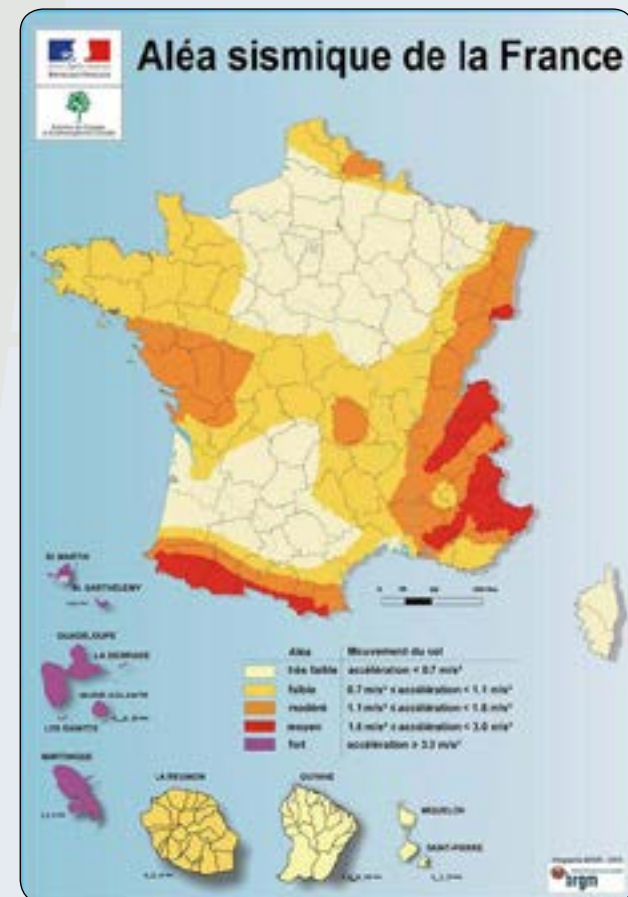 Aléa sismique de la France
RÉPUBLIQUE FRANÇAISE
ST MARTIN
ST BARTHÉLEMY
GUADELOUPE
LA DÉSIRADE
MARIE-GALANTE
LES SAINTES
MARTINIQUE
Aléa Mouvement du sol
très faible accélération < 0.7 m/s²
faible 0.7 m/s² ≤ accélération < 1.1 m/s²
modéré 1.1 m/s² ≤ accélération < 1.6 m/s²
moyen 1.6 m/s² ≤ accélération < 3.0 m/s²
fort accélération ≥ 3.0 m/s²
LA RÉUNION
GUYANE
MIQUELON
SAINT-PIERRE
brgm